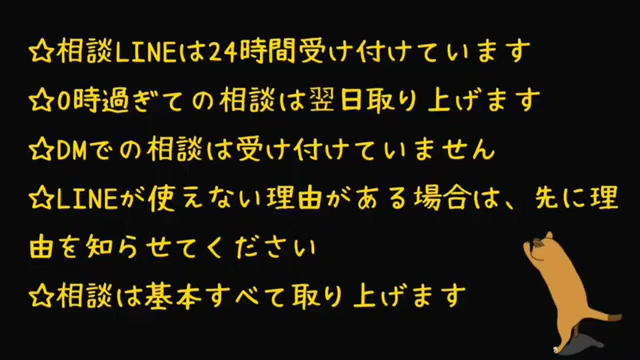 ☆相談LINEは24時間受け付けています
☆0時過ぎての相談は翌日取り上げます
☆DMでの相談は受け付けていません
☆LINEが使えない理由がある場合は、先に理
由を知らせてください
☆相談は基本すべて取り上げます